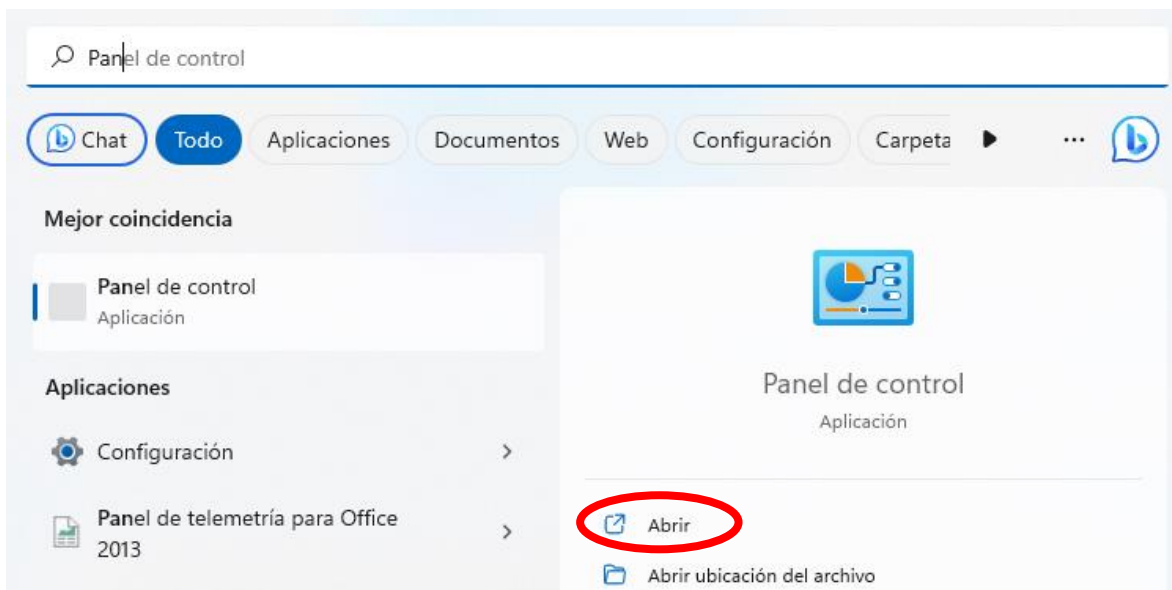 Panel de control
Chat Todo Aplicaciones Documentos Web Configuración Carpeta ...
Mejor coincidencia
Panel de control
Aplicación
Aplicaciones
Configuración
Panel de telemetría para Office
2013
Panel de control
Aplicación
Abrir
Abrir ubicación del archivo